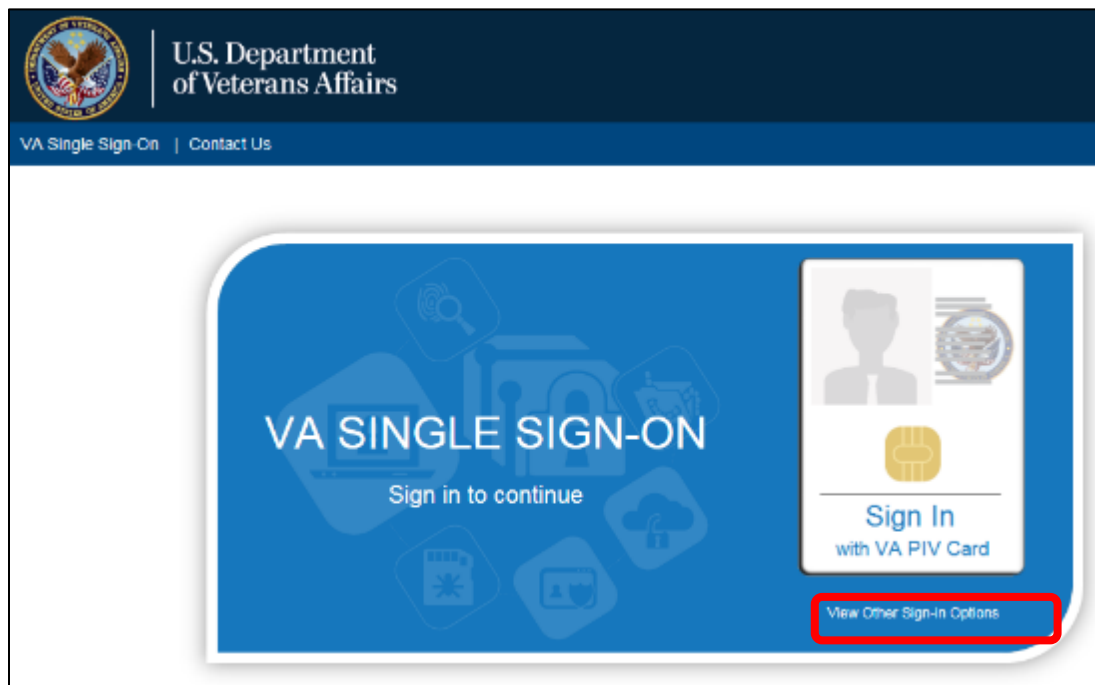 U.S. Department
of Veterans Affairs
VA Single Sign-On | Contact Us
VA SINGLE SIGN-ON
Sign in to continue
Sign In
with VA PIV Card
View Other Sign-in Options